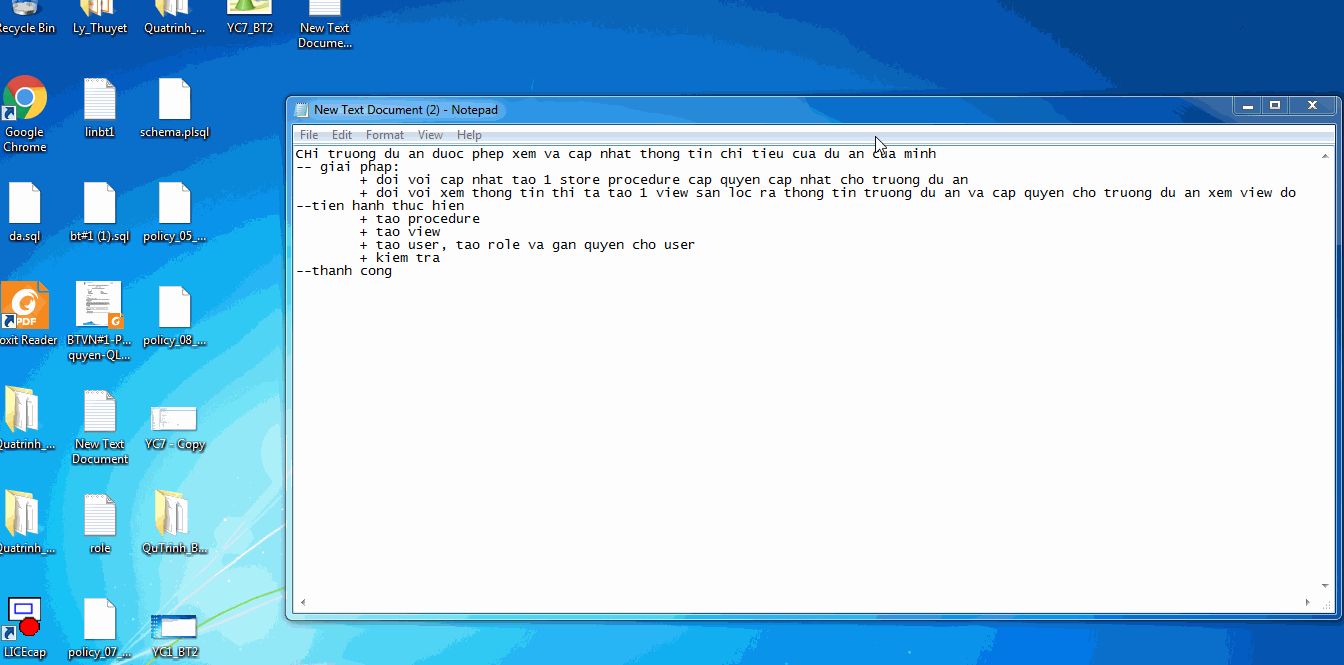 Recycle Bin
Ly_Thuyet
Quatrinh_...
YC7_BT2
New Text
Docume...
Google
Chrome
linbt1
schema.plsql
da.sql
bt#1 (1).sql
policy_05_...
PDF
oxit Reader
BTVN#1-P...
quyen-QL...
policy_08_...
Quatrinh_...
New Text
Document
YC7 - Copy
Quatrinh_...
role
QuTrinh_B...
LICEcap
policy_07_...
YC1_BT2
New Text Document (2) - Notepad
File Edit Format View Help
CHi truong du an duoc phep xem va cap nhat thong tin chi tieu cua du an cua minh
-- giai phap:
+ doi voi cap nhat tao 1 store procedure cap quyen cap nhat cho truong du an
+ doi voi xem thong tin thi ta tao 1 view san loc ra thong tin truong du an va cap quyen cho truong du an xem view do
--tien hanh thuc hien
+ tao procedure
+ tao view
+ tao user, tao role va gan quyen cho user
+ kiem tra
--thanh cong